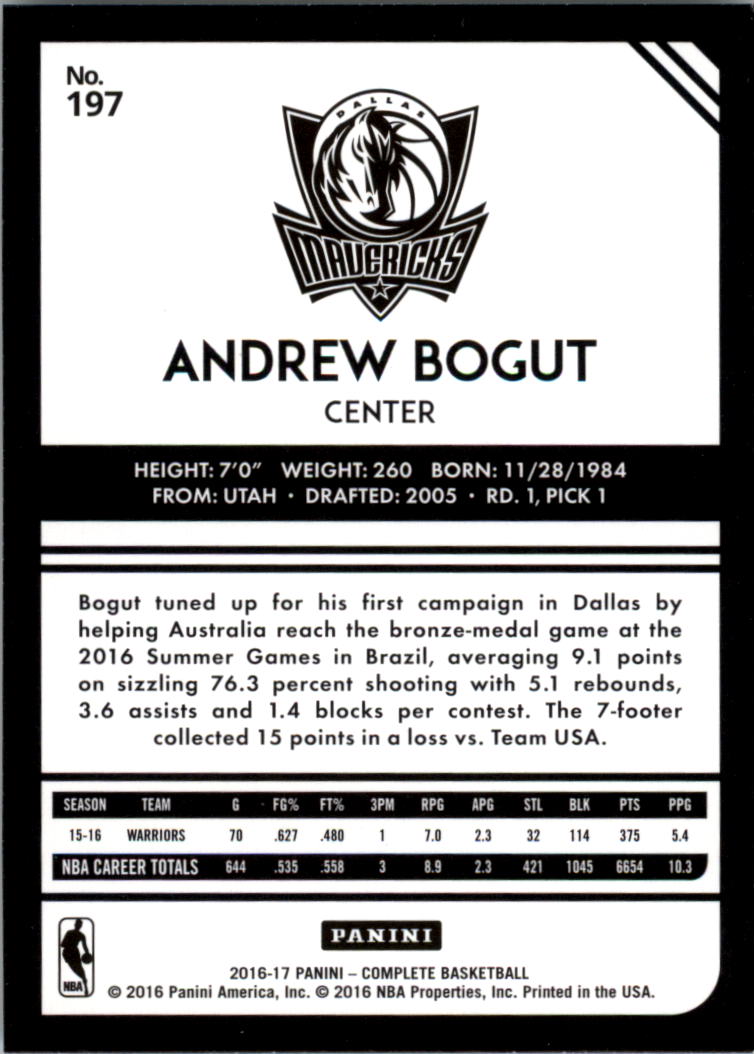 No.
197
DALLAS
MAVERICKS
ANDREW BOGUT
CENTER
HEIGHT: 7'0" WEIGHT: 260 BORN: 11/28/1984
FROM: UTAH • DRAFTED: 2005 • RD. 1, PICK 1
Bogut tuned up for his first campaign in Dallas by
helping Australia reach the bronze-medal game at the
2016 Summer Games in Brazil, averaging 9.1 points
on sizzling 76.3 percent shooting with 5.1 rebounds,
3.6 assists and 1.4 blocks per contest. The 7-footer
collected 15 points in a loss vs. Team USA.
SEASON TEAM G FG% FT% 3PM RPG APG STL BLK PTS PPG
15-16 WARRIORS 70 .627 .480 1 7.0 2.3 32 114 375 5.4
NBA CAREER TOTALS 644 .535 .558 3 8.9 2.3 421 1045 6654 10.3
PANINI
NBA
2016-17 PANINI – COMPLETE BASKETBALL
© 2016 Panini America, Inc. © 2016 NBA Properties, Inc. Printed in the USA.